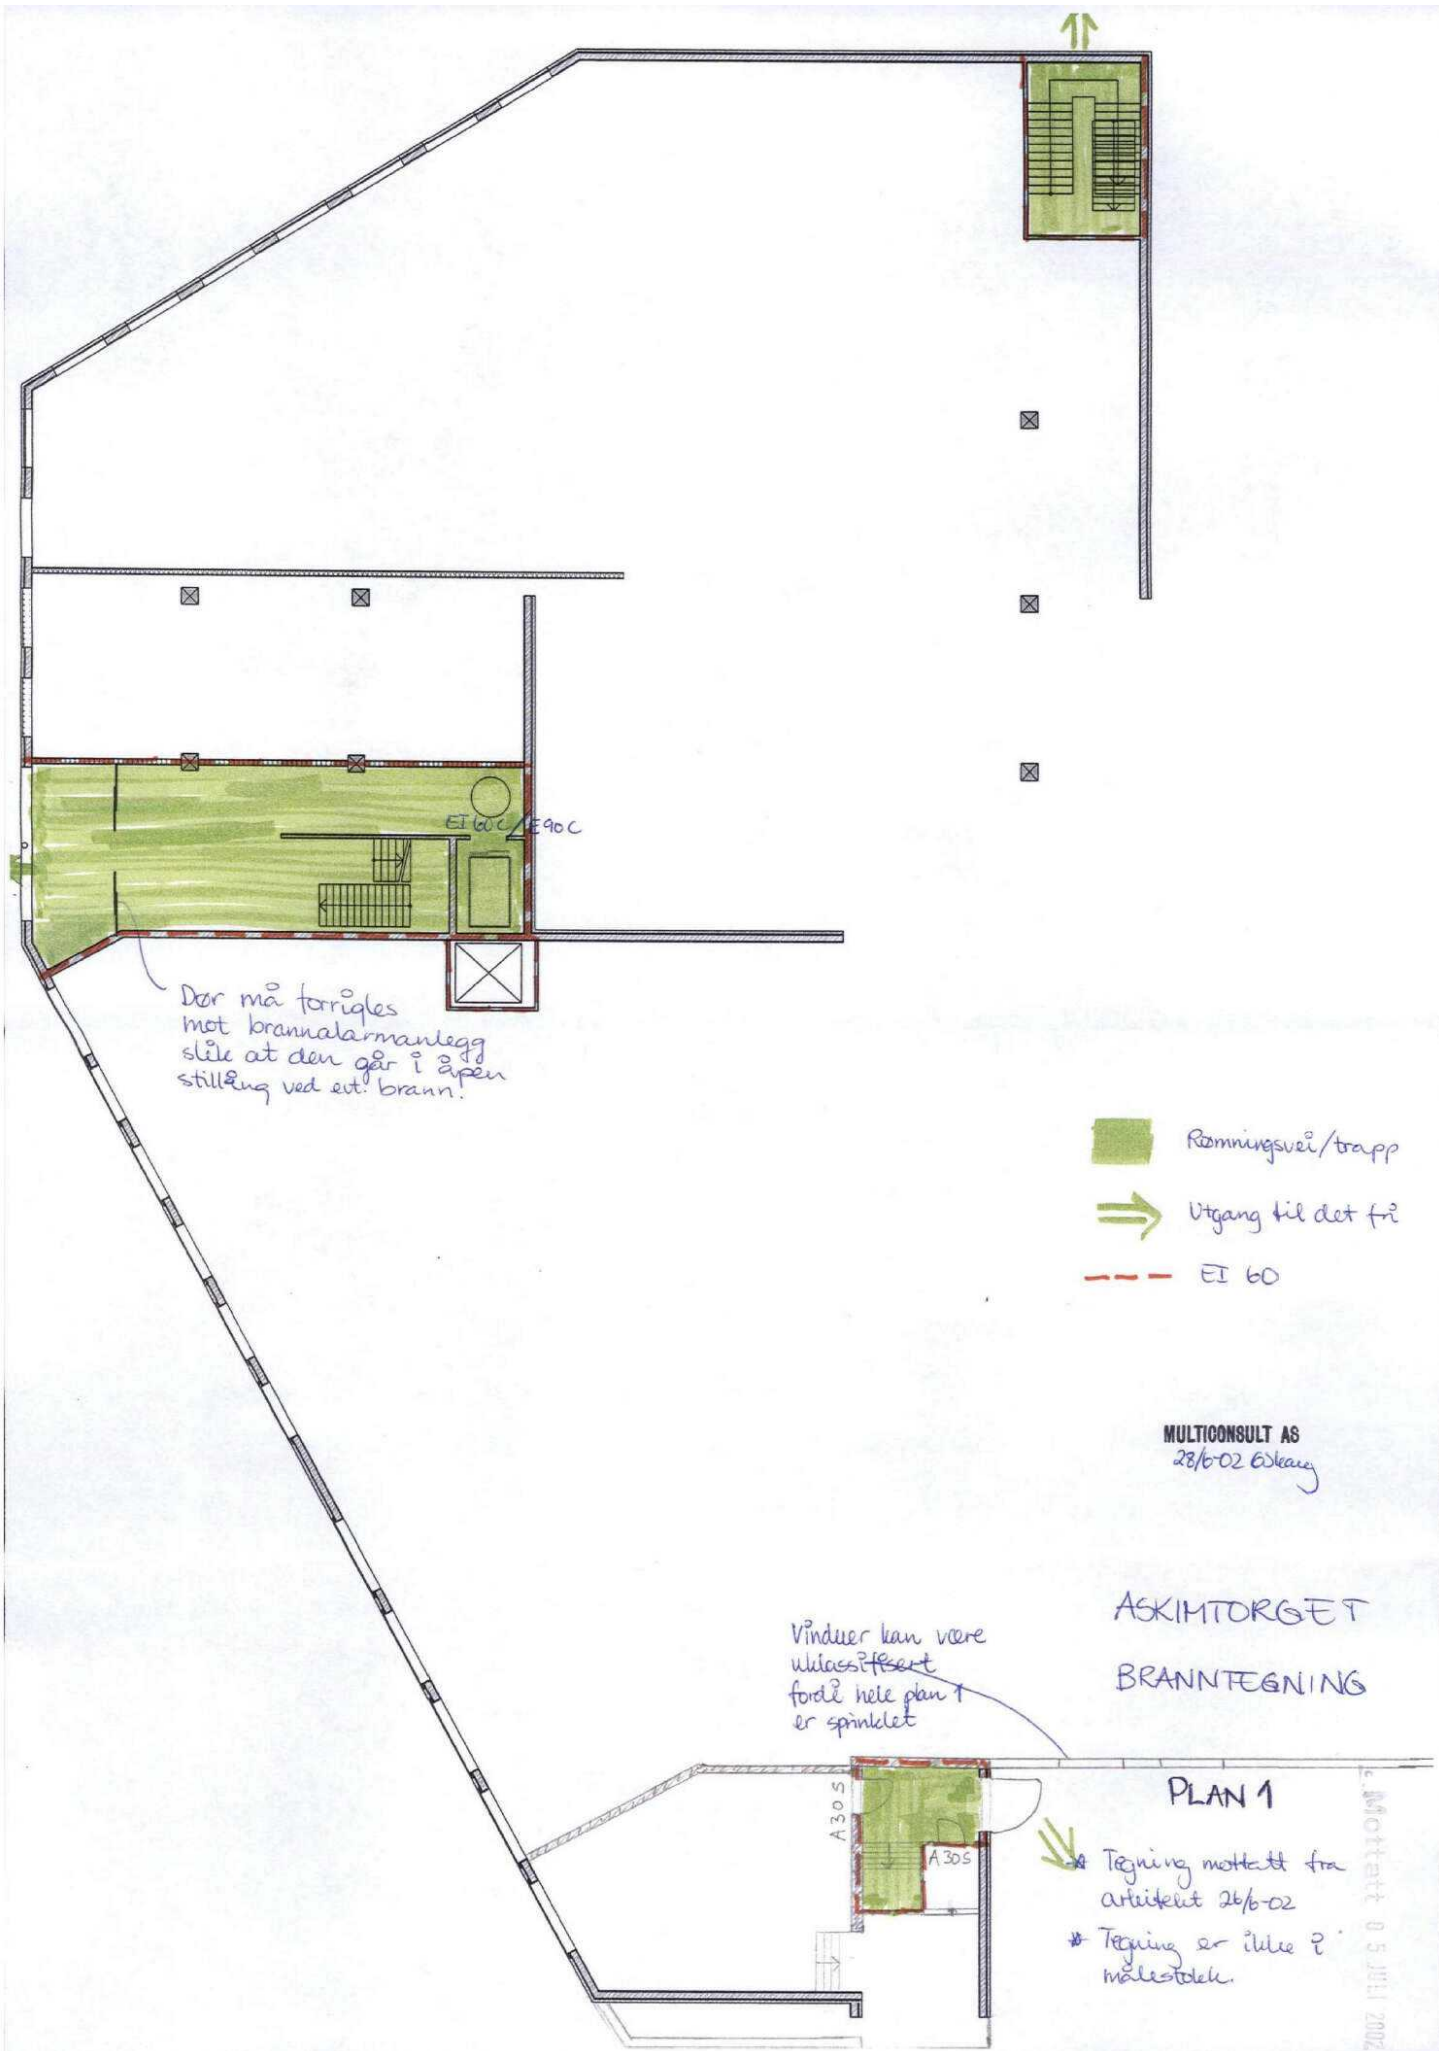 EI 60 C / E 90 C
Dør må forrigles
mot brannalarmanlegg
slik at den går i åpen
stilling ved evt. brann.
Rømningsvei/trapp
Utgang til det fri
EI 60
MULTICONSULT AS
28/6-02
ASKIMTORGET
BRANNTEGNING
Vinduer kan være
uklassifisert
fordi hele plan 1
er sprinklet
PLAN 1
A30S
A30S
* Tegning mottatt fra
arkitekt 26/6-02
* Tegning er ikke i
målestokk.
Mottatt 05 JULI 2002